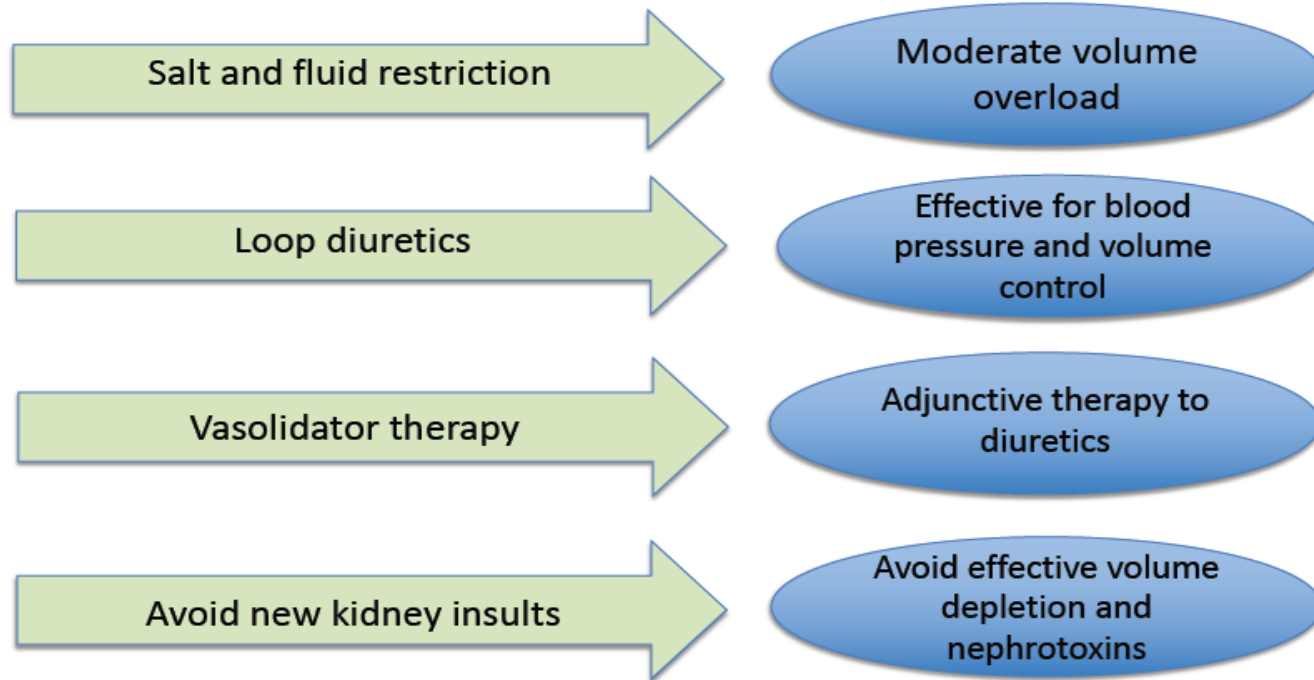 Salt and fluid restriction
Moderate volume
overload
Loop diuretics
Effective for blood
pressure and volume
control
Vasolidator therapy
Adjunctive therapy to
diuretics
Avoid new kidney insults
Avoid effective volume
depletion and
nephrotoxins